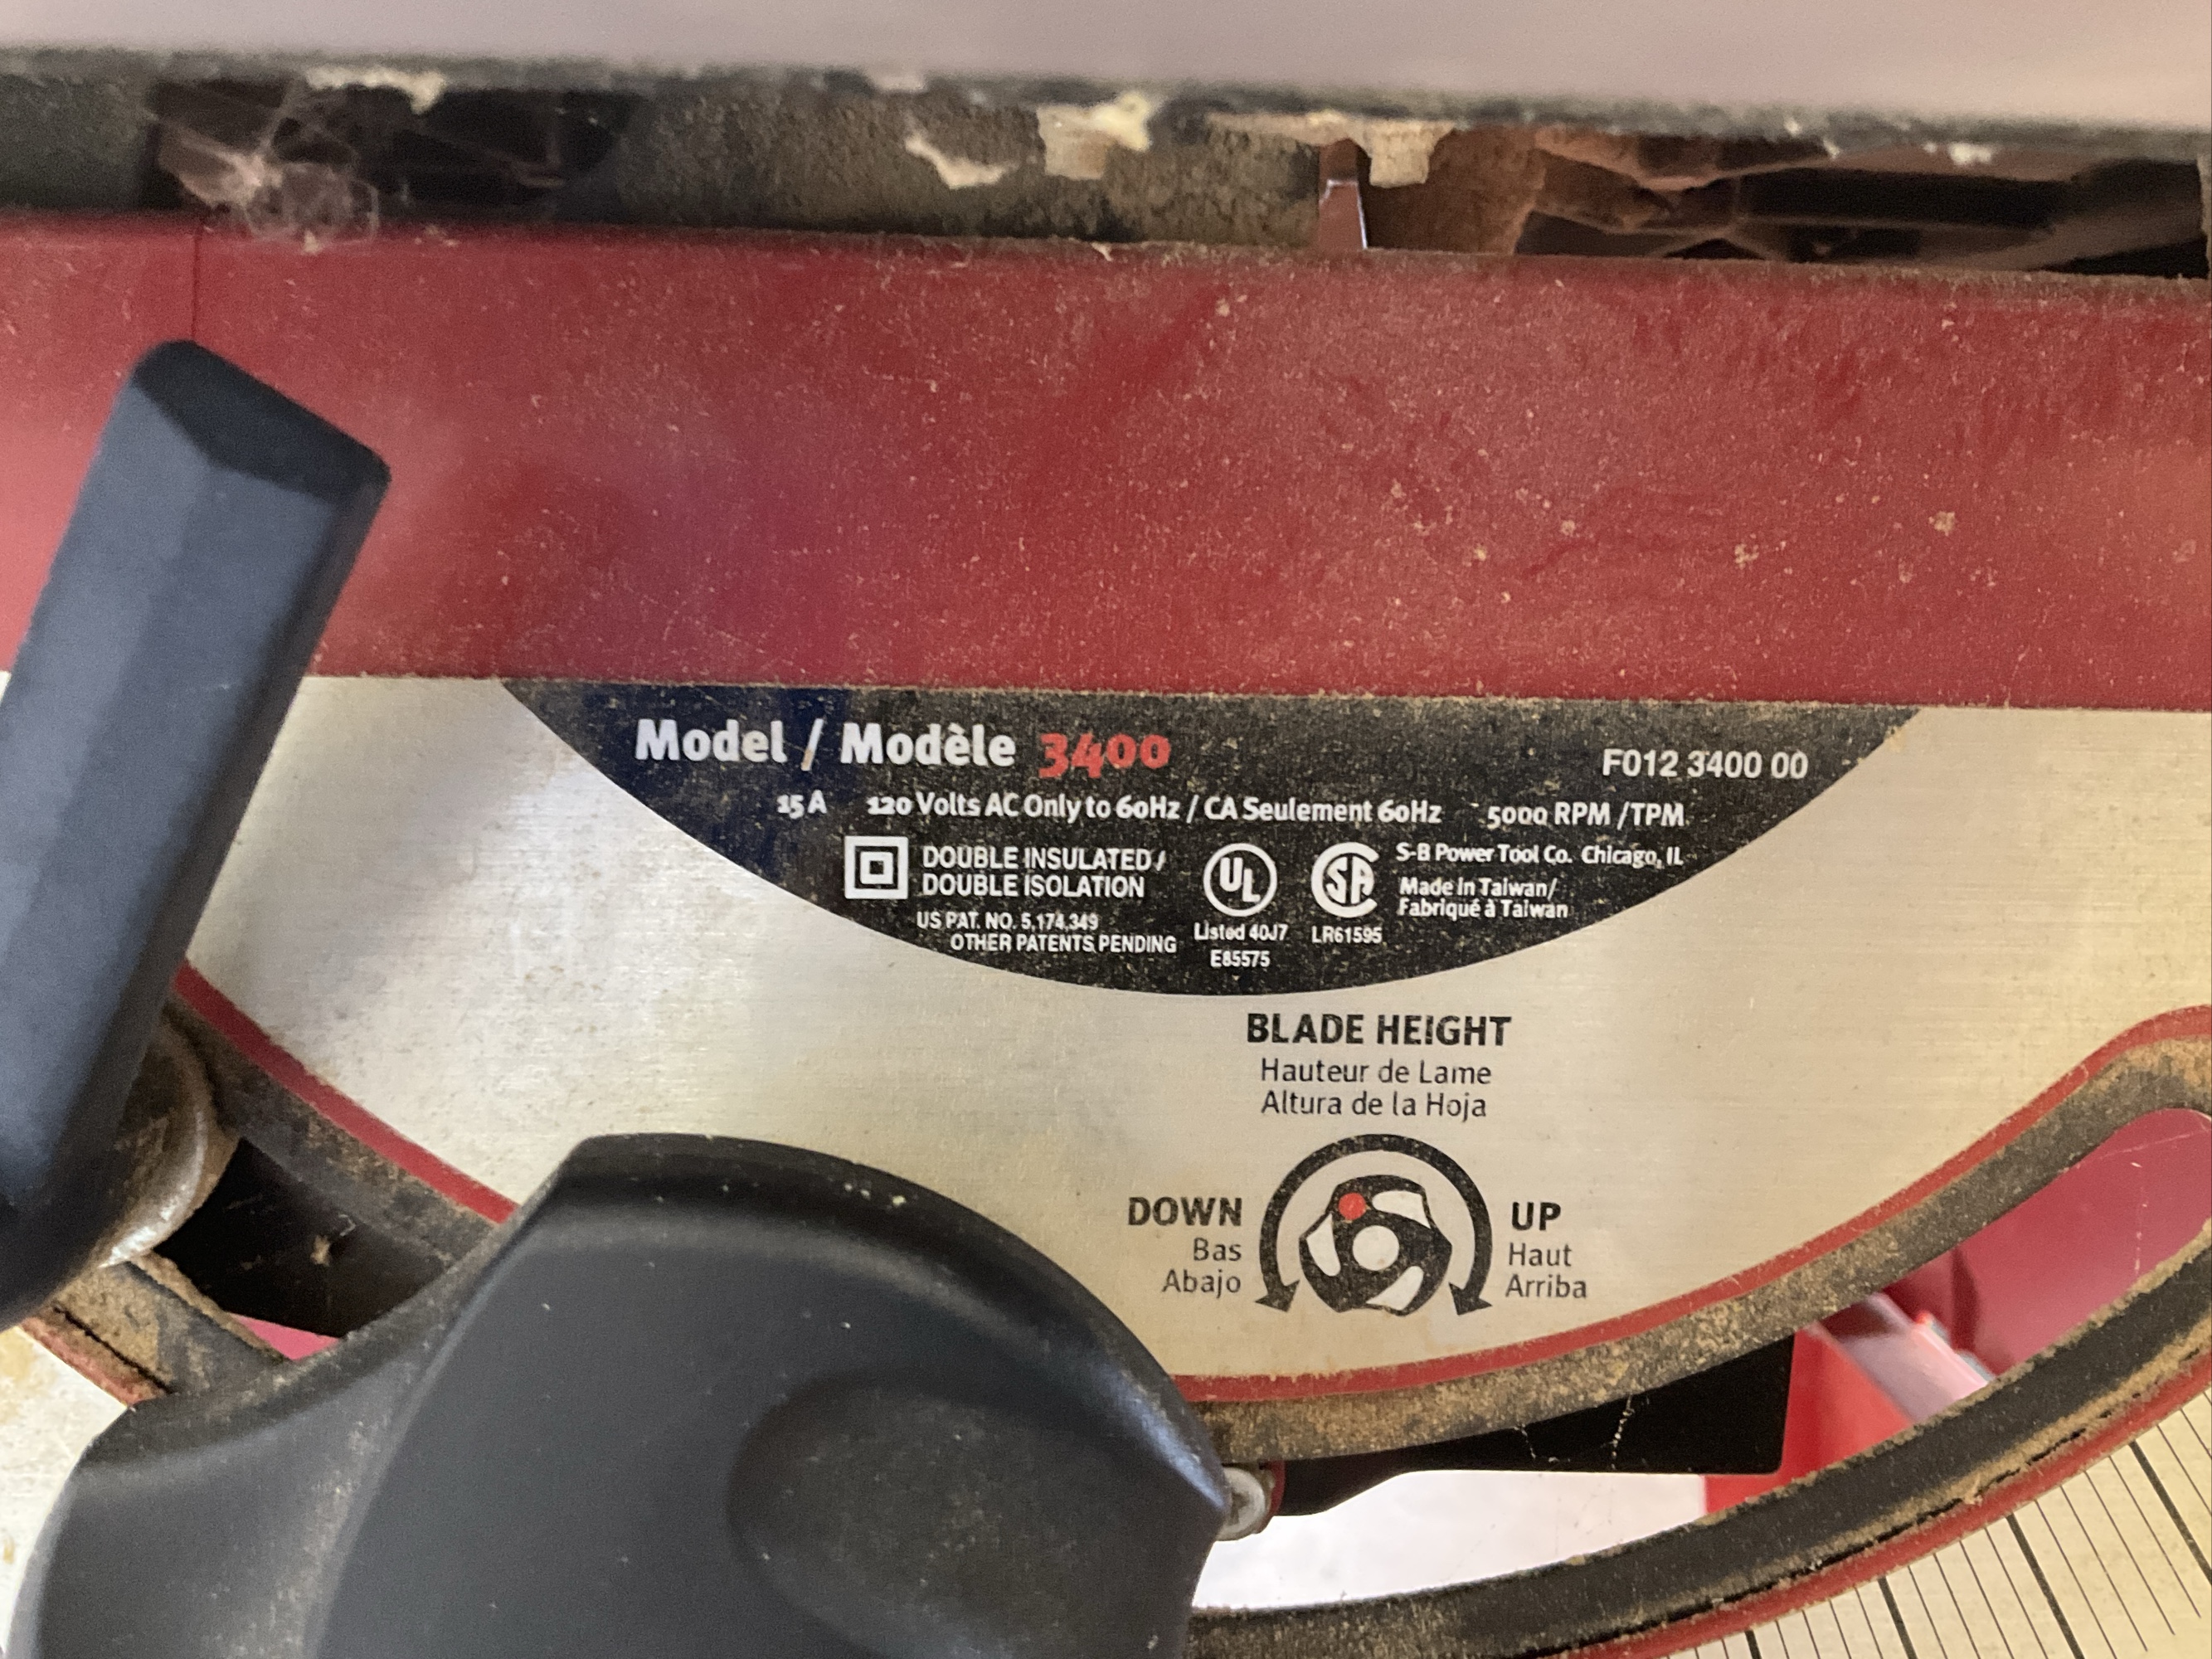 Model / Modèle 3400
F012 3400 00
15 A 120 Volts AC Only to 60Hz / CA Seulement 60Hz 5000 RPM /TPM
DOUBLE INSULATED /
DOUBLE ISOLATION
US PAT. NO. 5,174,349
OTHER PATENTS PENDING
UL
Listed 40J7
E85575
SA
LR61595
S-B Power Tool Co. Chicago, IL
Made in Taiwan/
Fabriqué à Taiwan
BLADE HEIGHT
Hauteur de Lame
Altura de la Hoja
DOWN
Bas
Abajo
UP
Haut
Arriba